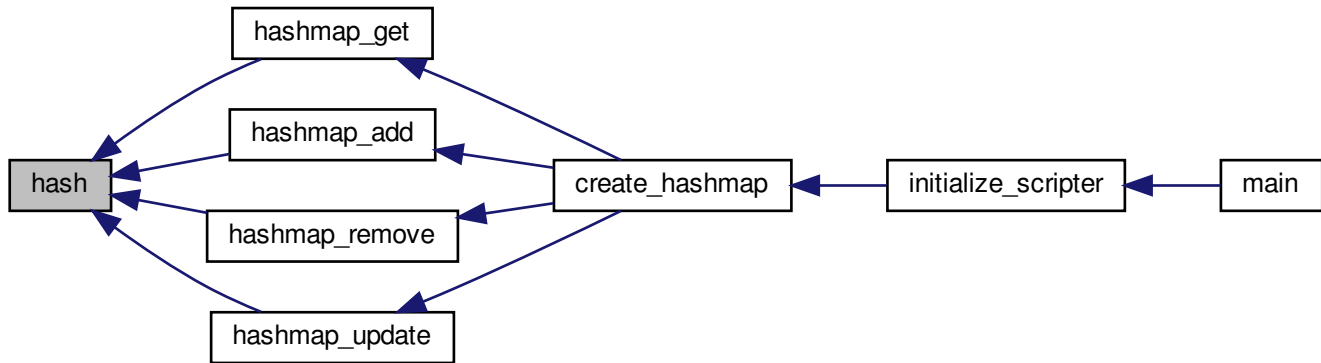 hash
hashmap_get
hashmap_add
hashmap_remove
hashmap_update
create_hashmap
initialize_scripter
main